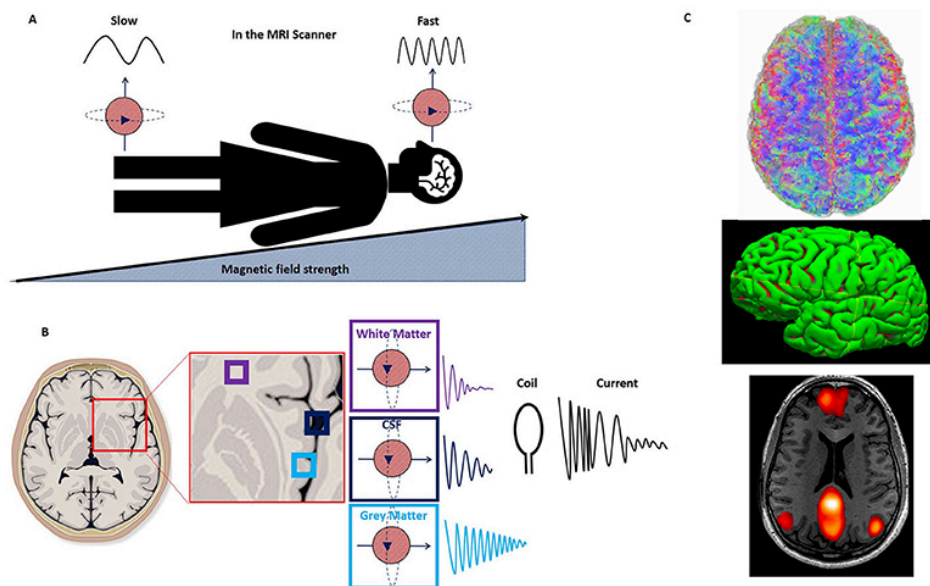 A
Slow
In the MRI Scanner
Fast
C
Magnetic field strength
B
White Matter
CSF
Grey Matter
Coil
Current